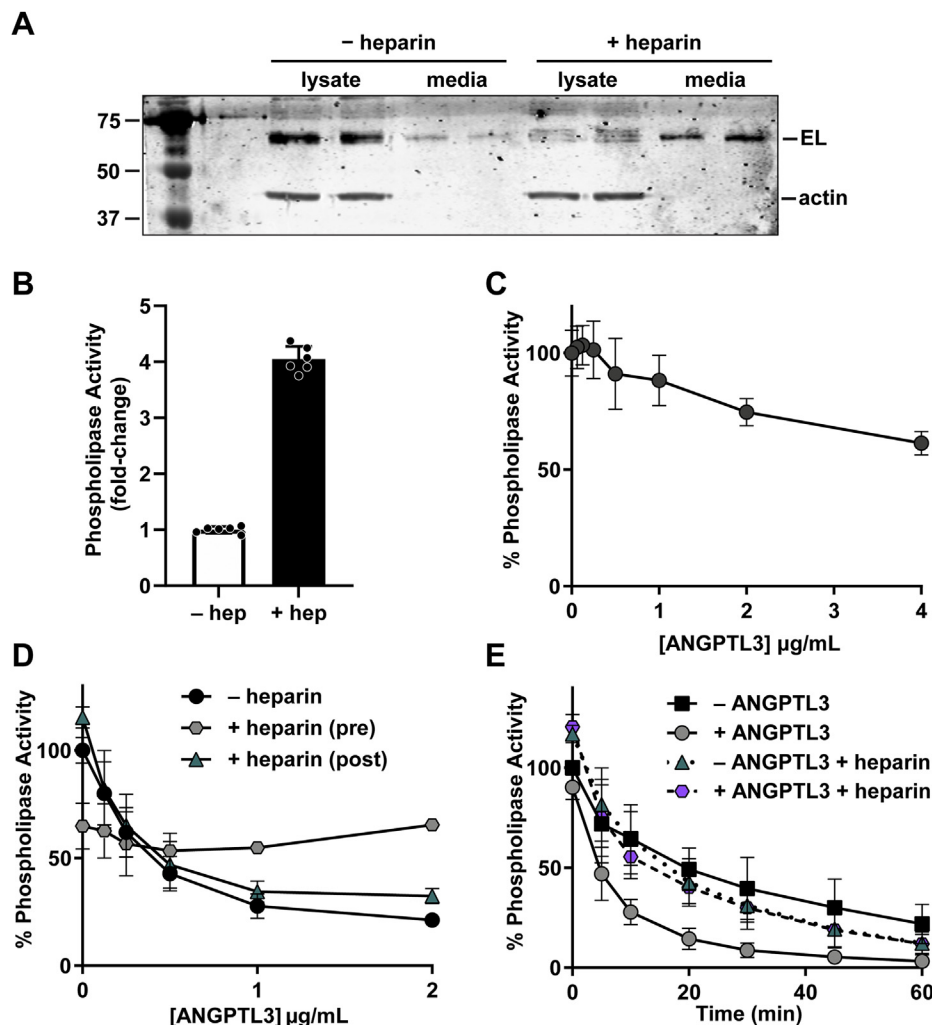 A
– heparin
+ heparin
lysate
media
lysate
media
75
50
37
EL
actin
B
Phospholipase Activity
(fold-change)
5
4
3
2
1
0
– hep
+ hep
C
% Phospholipase Activity
100
50
0
0
1
2
3
4
[ANGPTL3] µg/mL
D
% Phospholipase Activity
100
50
0
– heparin
+ heparin (pre)
+ heparin (post)
0
1
2
[ANGPTL3] µg/mL
E
% Phospholipase Activity
100
50
0
– ANGPTL3
+ ANGPTL3
– ANGPTL3 + heparin
+ ANGPTL3 + heparin
0
20
40
60
Time (min)